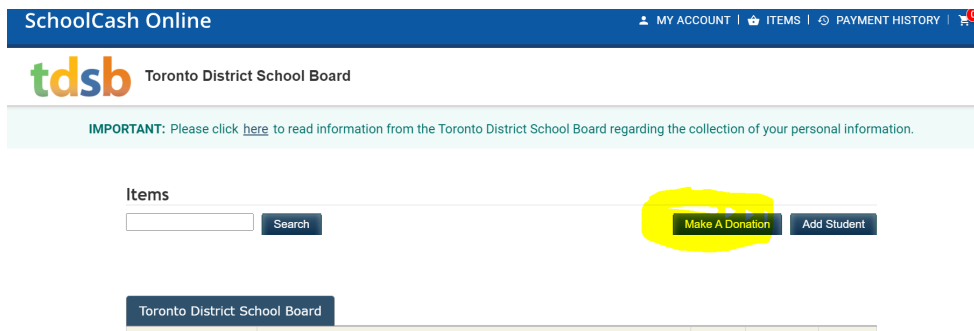 SchoolCash Online
MY ACCOUNT | ITEMS | PAYMENT HISTORY |
tdsb Toronto District School Board
IMPORTANT: Please click here to read information from the Toronto District School Board regarding the collection of your personal information.
Items
Search Make A Donation Add Student
Toronto District School Board